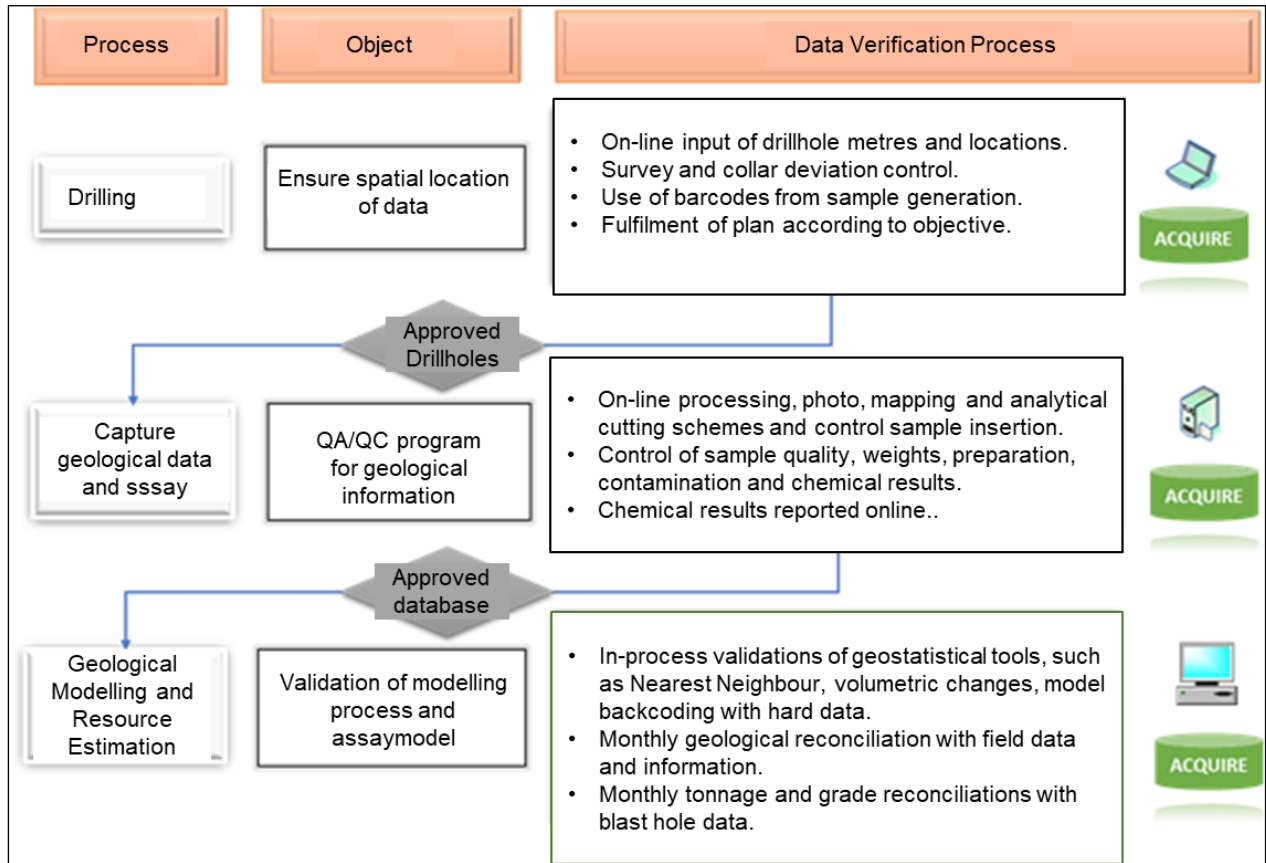 Process
Object
Data Verification Process
Drilling
Ensure spatial location
of data
• On-line input of drillhole metres and locations.
• Survey and collar deviation control.
• Use of barcodes from sample generation.
• Fulfilment of plan according to objective.
ACQUIRE
Approved
Drillholes
Capture
geological data
and sssay
QA/QC program
for geological
information
• On-line processing, photo, mapping and analytical
cutting schemes and control sample insertion.
• Control of sample quality, weights, preparation,
contamination and chemical results.
• Chemical results reported online..
ACQUIRE
Approved
database
Geological
Modelling and
Resource
Estimation
Validation of modelling
process and
assaymodel
• In-process validations of geostatistical tools, such
as Nearest Neighbour, volumetric changes, model
backcoding with hard data.
• Monthly geological reconciliation with field data
and information.
• Monthly tonnage and grade reconciliations with
blast hole data.
ACQUIRE